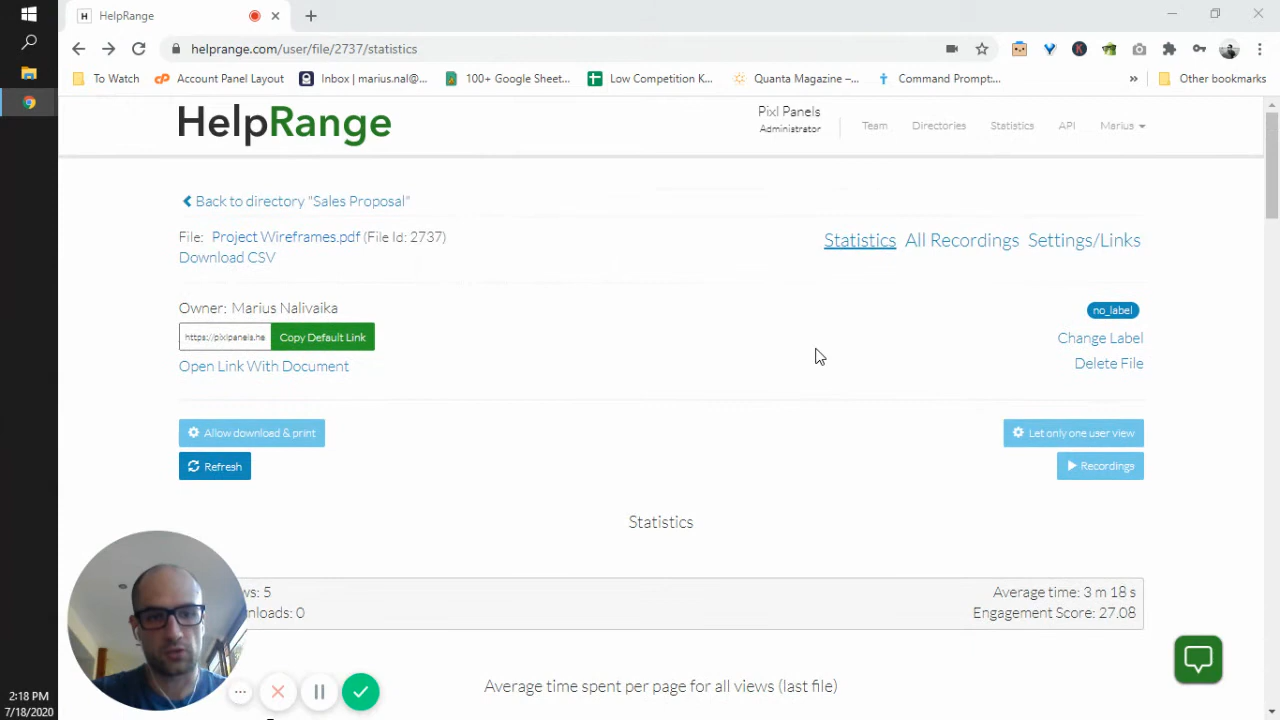 HelpRange
helprange.com/user/file/2737/statistics
To Watch
Account Panel Layout
Inbox | marius.nal@...
100+ Google Sheet...
Low Competition K...
Quanta Magazine –...
Command Prompt:...
»
Other bookmarks
HelpRange
Pixl Panels
Administrator
Team
Directories
Statistics
API
Marius
Back to directory "Sales Proposal"
File: Project Wireframes.pdf (File Id: 2737)
Download CSV
Statistics All Recordings Settings/Links
Owner: Marius Nalivaika
no_label
https://pixlpanels.he
Copy Default Link
Change Label
Open Link With Document
Delete File
Allow download & print
Let only one user view
Refresh
Recordings
Statistics
ws: 5
Average time: 3 m 18 s
nloads: 0
Engagement Score: 27.08
Average time spent per page for all views (last file)
2:18 PM
7/18/2020